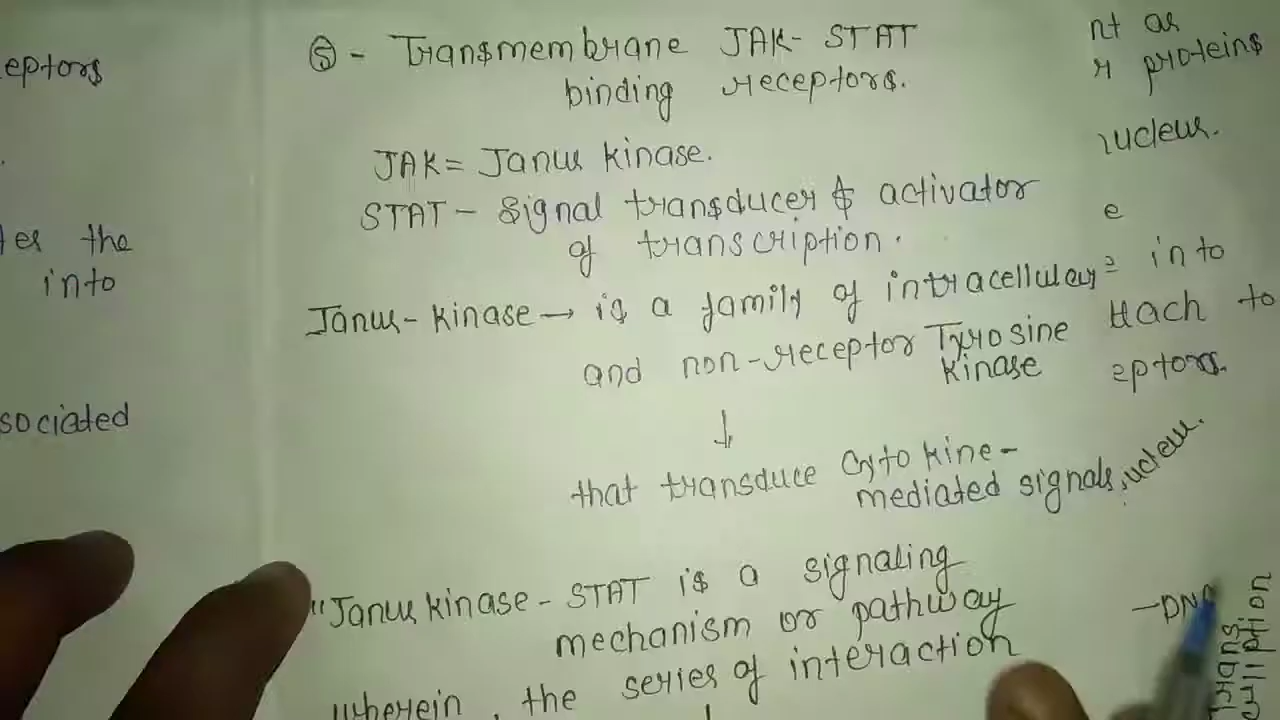 eptors
the
into
sociated
⑤ - Transmembrane JAK- STAT
binding receptors.
JAK = Janus kinase.
STAT - Signal transducer & activator
of transcription.
Janus-kinase → is a family of intracellular
and non-receptor Tyrosine
kinase
↓
that transduce Cytokine-
mediated signals
"Janus kinase - STAT is a signaling
mechanism or pathway
wherein, the series of interaction
nt as
r proteins
ucleus.
e
into
ttach to
eptors.
ucleus.
-DNA
Trans
cription